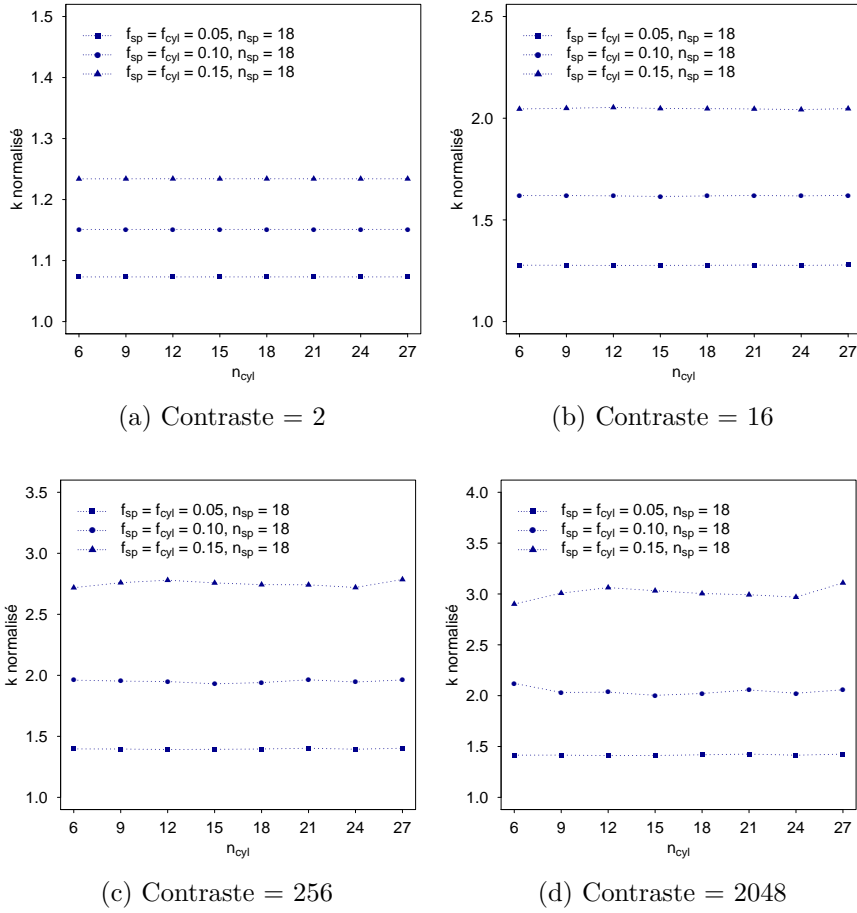 1.5
1.4
1.3
1.2
1.1
1.0
k normalisé
f_sp = f_cyl = 0.05, n_sp = 18
f_sp = f_cyl = 0.10, n_sp = 18
f_sp = f_cyl = 0.15, n_sp = 18
6 9 12 15 18 21 24 27
n_cyl
(a) Contraste = 2
2.5
2.0
1.5
1.0
k normalisé
f_sp = f_cyl = 0.05, n_sp = 18
f_sp = f_cyl = 0.10, n_sp = 18
f_sp = f_cyl = 0.15, n_sp = 18
6 9 12 15 18 21 24 27
n_cyl
(b) Contraste = 16
3.5
3.0
2.5
2.0
1.5
1.0
k normalisé
f_sp = f_cyl = 0.05, n_sp = 18
f_sp = f_cyl = 0.10, n_sp = 18
f_sp = f_cyl = 0.15, n_sp = 18
6 9 12 15 18 21 24 27
n_cyl
(c) Contraste = 256
4.0
3.5
3.0
2.5
2.0
1.5
1.0
k normalisé
f_sp = f_cyl = 0.05, n_sp = 18
f_sp = f_cyl = 0.10, n_sp = 18
f_sp = f_cyl = 0.15, n_sp = 18
6 9 12 15 18 21 24 27
n_cyl
(d) Contraste = 2048